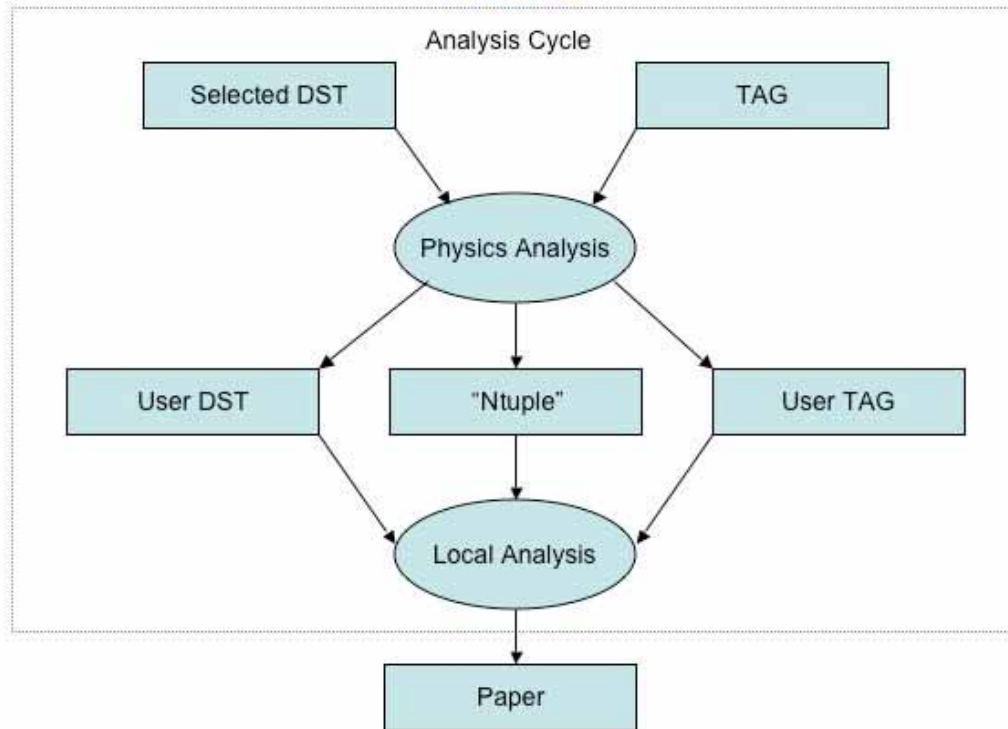 Analysis Cycle
Selected DST
TAG
Physics Analysis
User DST
“Ntuple”
User TAG
Local Analysis
Paper